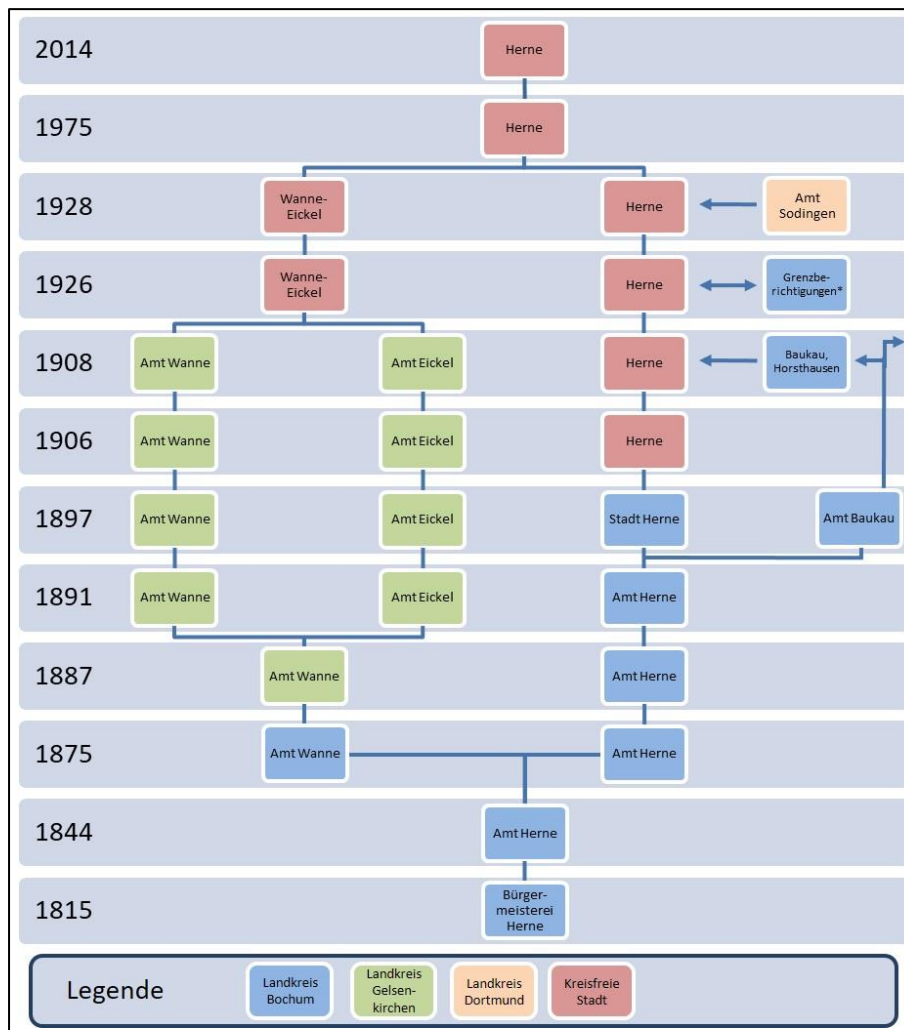 2014
Herne
1975
Herne
1928
Wanne-
Eickel
Herne
Amt
Sodingen
1926
Wanne-
Eickel
Herne
Grenzbe-
richtigungen*
1908
Amt Wanne
Amt Eickel
Herne
Baukau,
Horsthausen
1906
Amt Wanne
Amt Eickel
Herne
1897
Amt Wanne
Amt Eickel
Stadt Herne
Amt Baukau
1891
Amt Wanne
Amt Eickel
Amt Herne
1887
Amt Wanne
Amt Herne
1875
Amt Wanne
Amt Herne
1844
Amt Herne
1815
Bürger-
meisterei
Herne
Legende
Landkreis
Bochum
Landkreis
Gelsen-
kirchen
Landkreis
Dortmund
Kreisfreie
Stadt